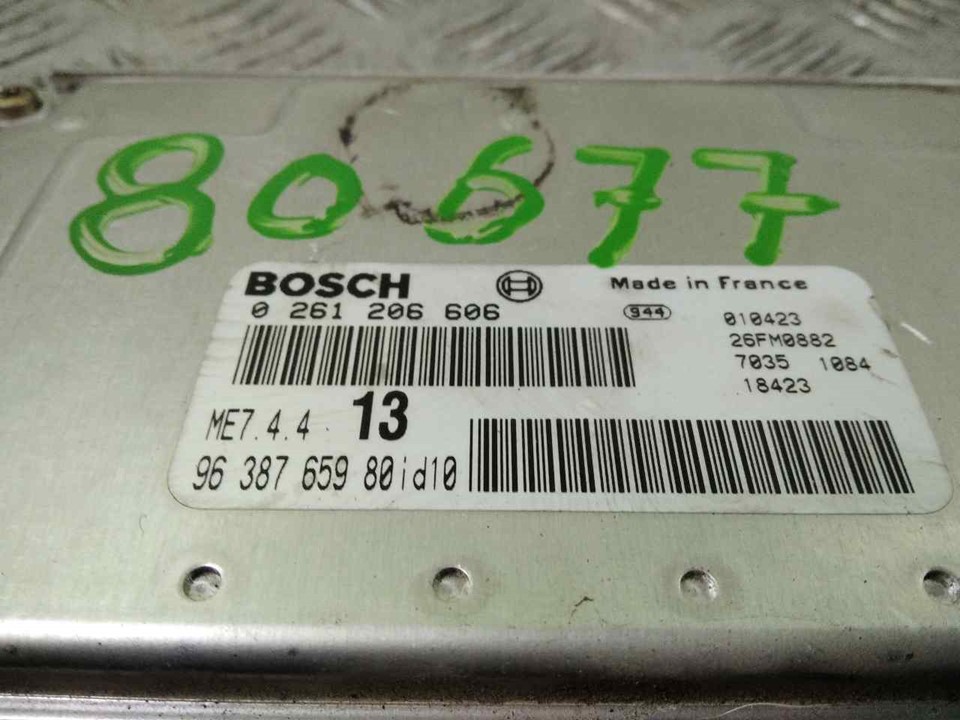 80677
BOSCH Made in France
0 261 206 606 944 010423
26FM0882
7035 1084
18423
ME7.4.4 13
96 387 659 80id10